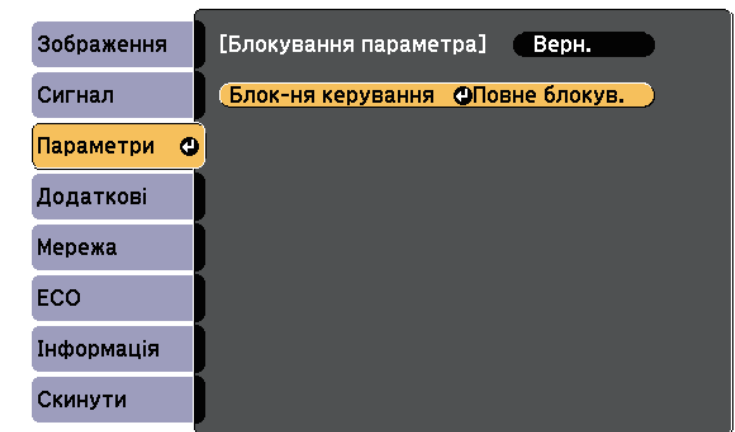 Зображення
Сигнал
Параметри
Додаткові
Мережа
ECO
Інформація
Скинути
[Блокування параметра] Верн.
Блок-ня керування Повне блокув.